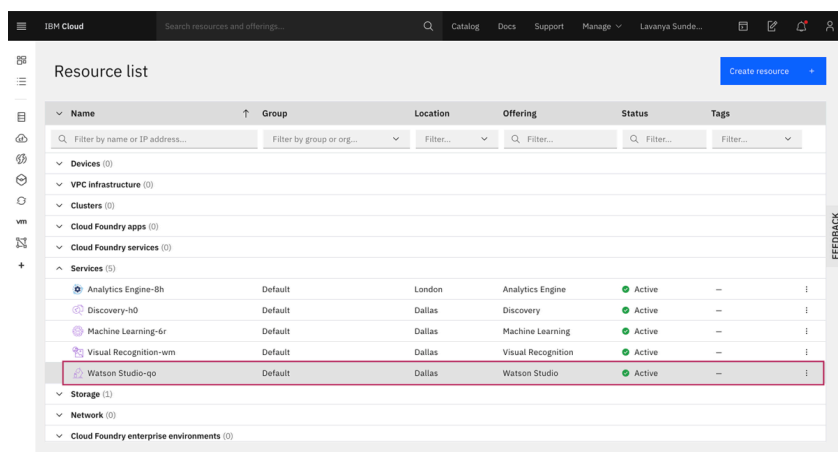 IBM Cloud Search resources and offerings... Catalog Docs Support Manage Lavanya Sunde...
Resource list
Create resource +
Name ↑ Group Location Offering Status Tags
Filter by name or IP address... Filter by group or org... Filter... Filter... Filter... Filter...
Devices (0)
VPC infrastructure (0)
Clusters (0)
Cloud Foundry apps (0)
Cloud Foundry services (0)
Services (5)
Analytics Engine-8h Default London Analytics Engine Active –
Discovery-h0 Default Dallas Discovery Active –
Machine Learning-6r Default Dallas Machine Learning Active –
Visual Recognition-wm Default Dallas Visual Recognition Active –
Watson Studio-qo Default Dallas Watson Studio Active –
Storage (1)
Network (0)
Cloud Foundry enterprise environments (0)
vm
FEEDBACK